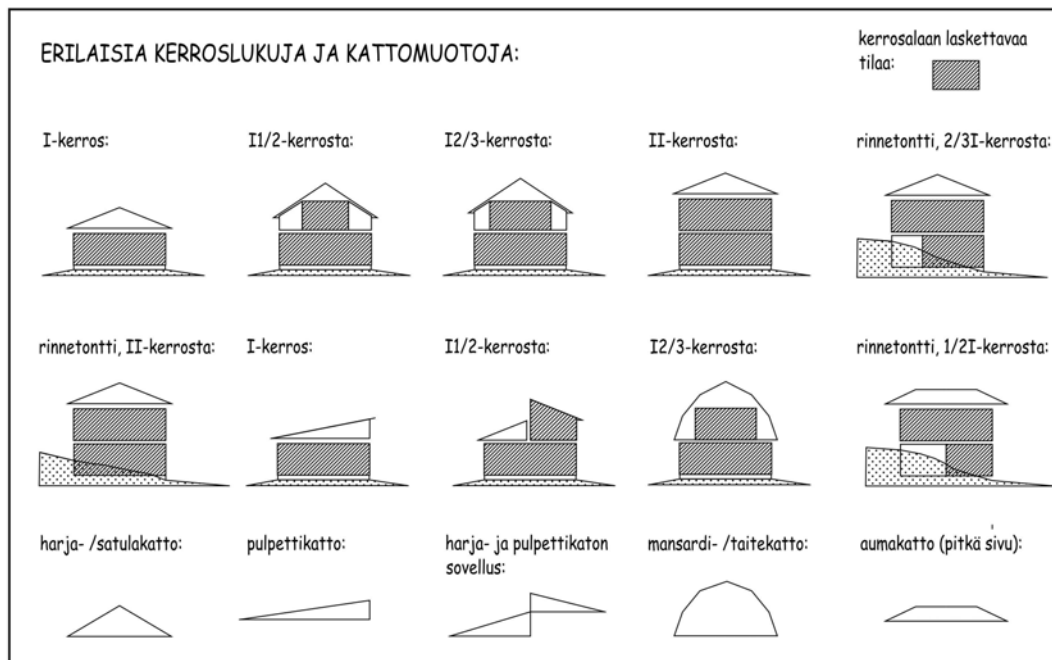 ERILAISIA KERROSLUKUJA JA KATTOMUOTOJA:
kerrosalaan laskettavaa
tilaa:
I-kerros:
I1/2-kerrosta:
I2/3-kerrosta:
II-kerrosta:
rinnetontti, 2/3I-kerrosta:
rinnetontti, II-kerrosta:
I-kerros:
I1/2-kerrosta:
I2/3-kerrosta:
rinnetontti, 1/2I-kerrosta:
harja- /satulakatto:
pulpettikatto:
harja- ja pulpettikaton
sovellus:
mansardi- /taitekatto:
aumakatto (pitkä sivu):